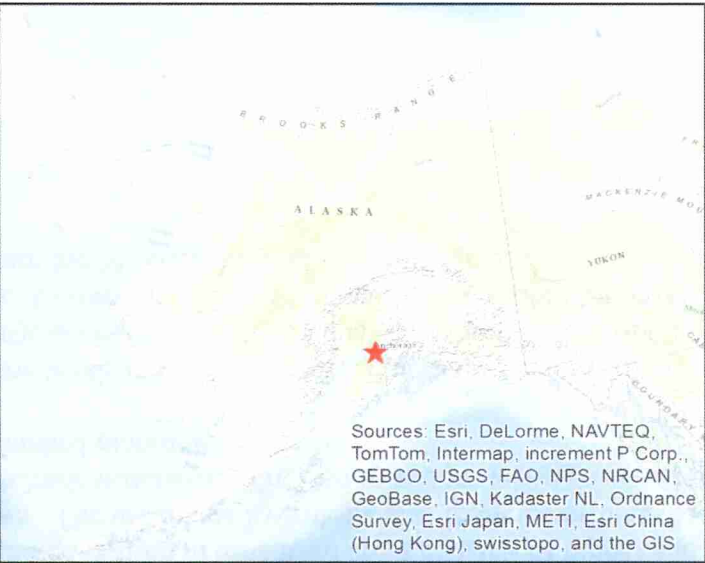 BROOKS RANGE
ALASKA
MACKENZIE MOU
YUKON
Anchorage
BOUNDARY
Sources: Esri, DeLorme, NAVTEQ,
TomTom, Intermap, increment P Corp.,
GEBCO, USGS, FAO, NPS, NRCAN,
GeoBase, IGN, Kadaster NL, Ordnance
Survey, Esri Japan, METI, Esri China
(Hong Kong), swisstopo, and the GIS